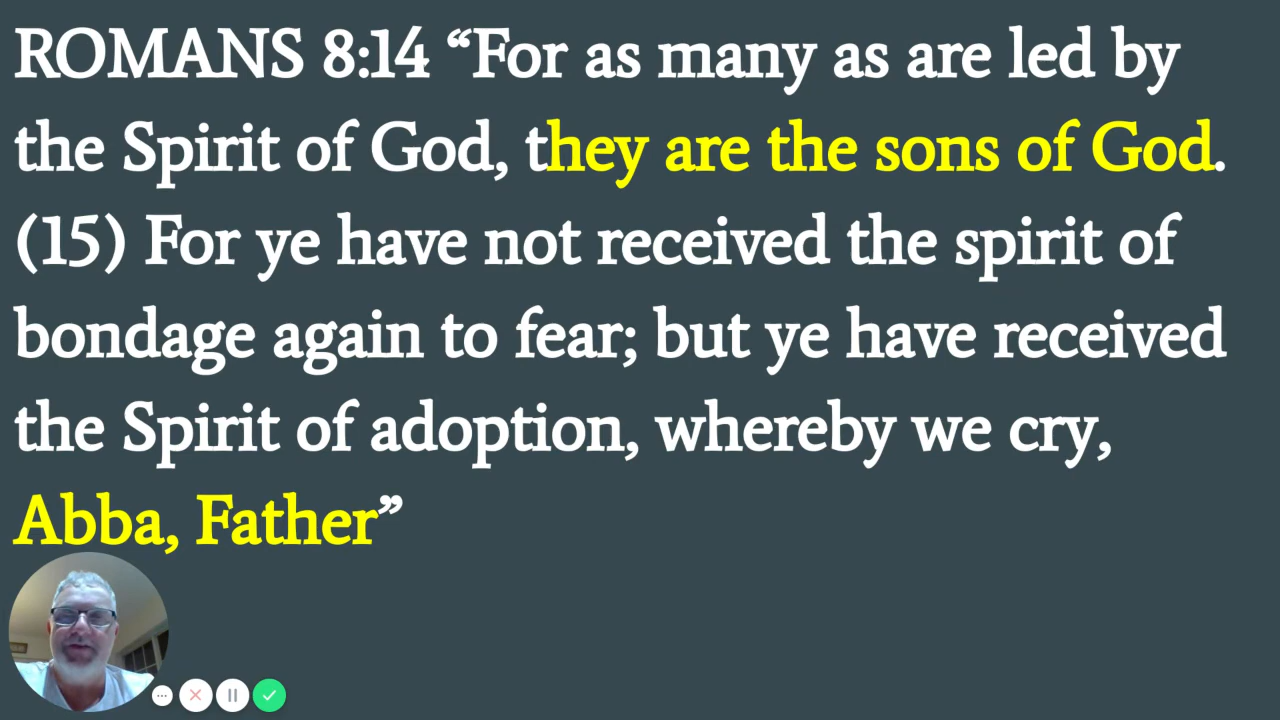 ROMANS 8:14 “For as many as are led by
the Spirit of God, they are the sons of God.
(15) For ye have not received the spirit of
bondage again to fear; but ye have received
the Spirit of adoption, whereby we cry,
Abba, Father”